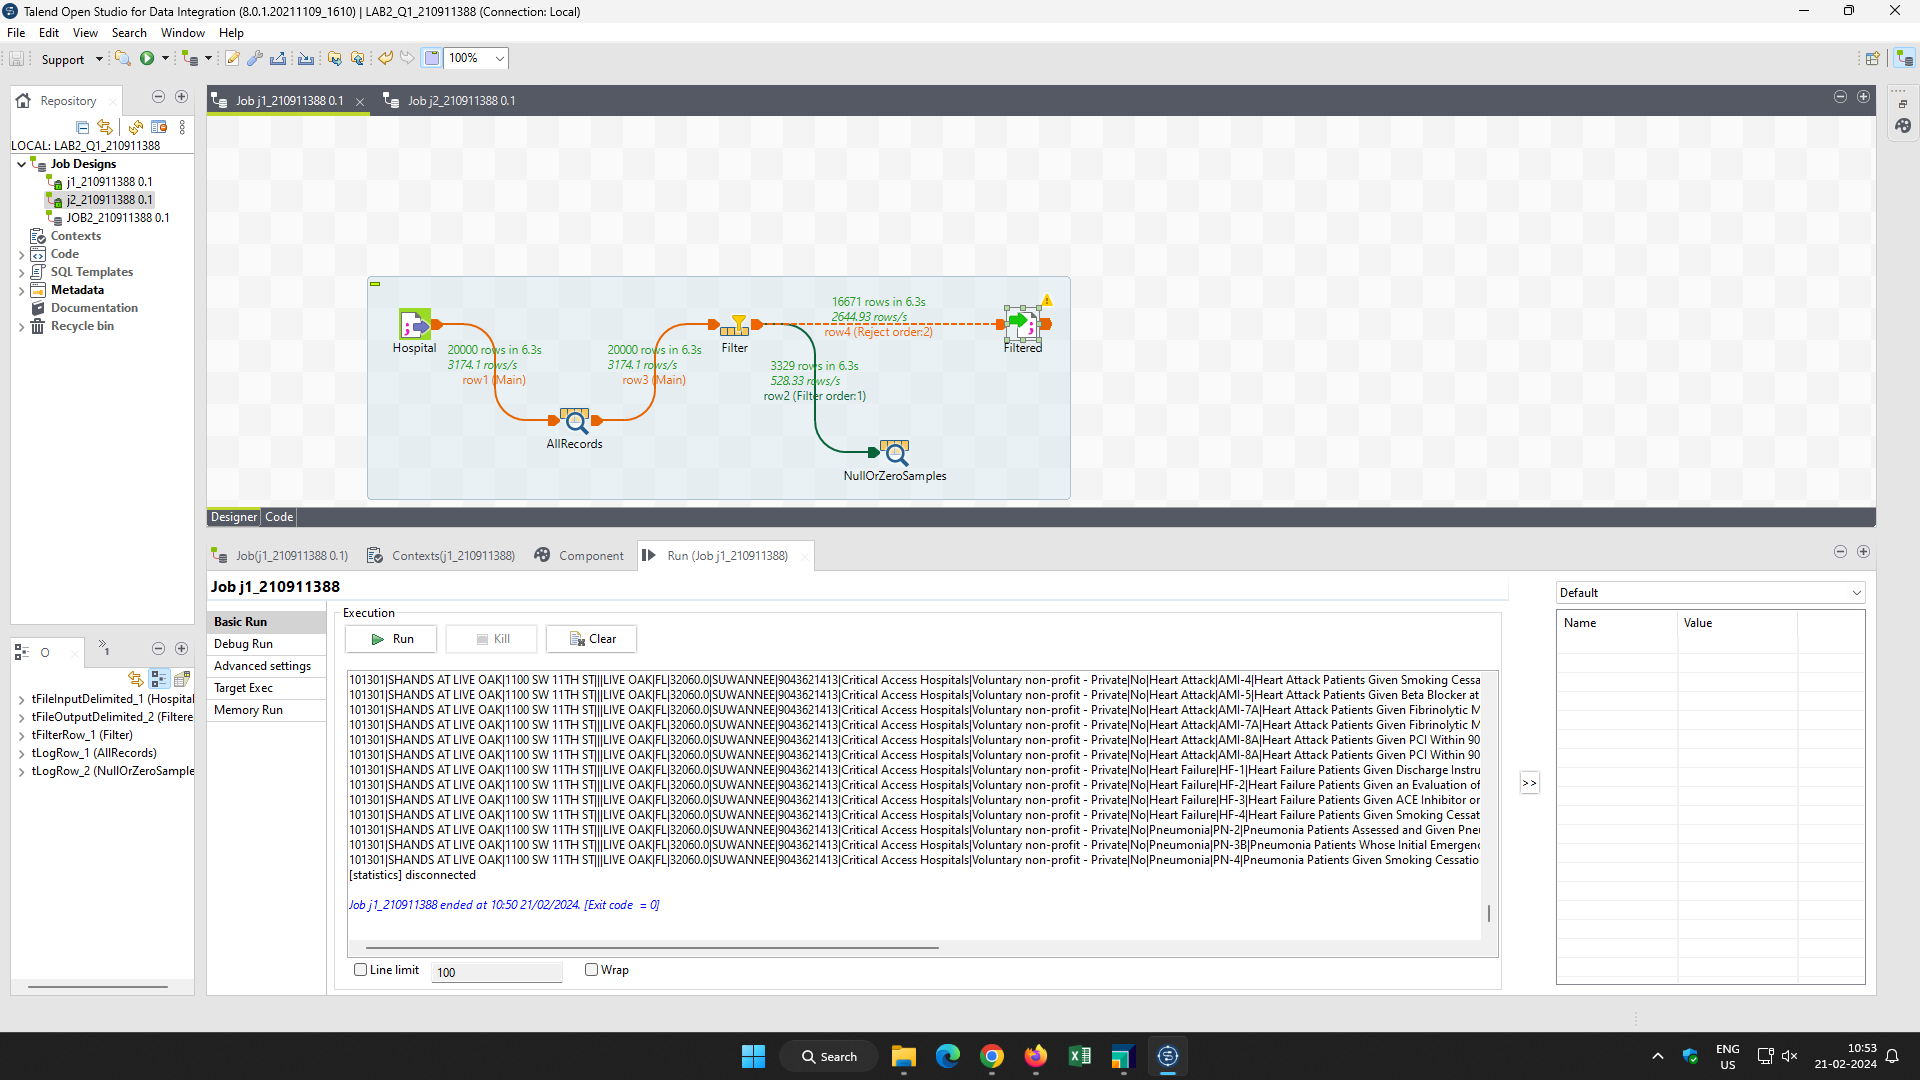 Talend Open Studio for Data Integration (8.0.1.20211109_1610) | LAB2_Q1_210911388 (Connection: Local)
File Edit View Search Window Help
Support 100%
Repository
LOCAL: LAB2_Q1_210911388
Job Designs
j1_210911388 0.1
j2_210911388 0.1
JOB2_210911388 0.1
Contexts
Code
SQL Templates
Metadata
Documentation
Recycle bin
Job j1_210911388 0.1
Job j2_210911388 0.1
Hospital
20000 rows in 6.3s
3174.1 rows/s
row1 (Main)
AllRecords
20000 rows in 6.3s
3174.1 rows/s
row3 (Main)
Filter
16671 rows in 6.3s
2644.93 rows/s
row4 (Reject order:2)
Filtered
3329 rows in 6.3s
528.33 rows/s
row2 (Filter order:1)
NullOrZeroSamples
Designer Code
O
1
tFileInputDelimited_1 (Hospital
tFileOutputDelimited_2 (Filtere
tFilterRow_1 (Filter)
tLogRow_1 (AllRecords)
tLogRow_2 (NullOrZeroSample
Job(j1_210911388 0.1) Contexts(j1_210911388) Component Run (Job j1_210911388)
Job j1_210911388
Basic Run
Debug Run
Advanced settings
Target Exec
Memory Run
Execution
Run Kill Clear
101301|SHANDS AT LIVE OAK|1100 SW 11TH ST|||LIVE OAK|FL|32060.0|SUWANNEE|9043621413|Critical Access Hospitals|Voluntary non-profit - Private|No|Heart Attack|AMI-4|Heart Attack Patients Given Smoking Cessa
101301|SHANDS AT LIVE OAK|1100 SW 11TH ST|||LIVE OAK|FL|32060.0|SUWANNEE|9043621413|Critical Access Hospitals|Voluntary non-profit - Private|No|Heart Attack|AMI-5|Heart Attack Patients Given Beta Blocker at
101301|SHANDS AT LIVE OAK|1100 SW 11TH ST|||LIVE OAK|FL|32060.0|SUWANNEE|9043621413|Critical Access Hospitals|Voluntary non-profit - Private|No|Heart Attack|AMI-7A|Heart Attack Patients Given Fibrinolytic M
101301|SHANDS AT LIVE OAK|1100 SW 11TH ST|||LIVE OAK|FL|32060.0|SUWANNEE|9043621413|Critical Access Hospitals|Voluntary non-profit - Private|No|Heart Attack|AMI-7A|Heart Attack Patients Given Fibrinolytic M
101301|SHANDS AT LIVE OAK|1100 SW 11TH ST|||LIVE OAK|FL|32060.0|SUWANNEE|9043621413|Critical Access Hospitals|Voluntary non-profit - Private|No|Heart Attack|AMI-8A|Heart Attack Patients Given PCI Within 90
101301|SHANDS AT LIVE OAK|1100 SW 11TH ST|||LIVE OAK|FL|32060.0|SUWANNEE|9043621413|Critical Access Hospitals|Voluntary non-profit - Private|No|Heart Attack|AMI-8A|Heart Attack Patients Given PCI Within 90
101301|SHANDS AT LIVE OAK|1100 SW 11TH ST|||LIVE OAK|FL|32060.0|SUWANNEE|9043621413|Critical Access Hospitals|Voluntary non-profit - Private|No|Heart Failure|HF-1|Heart Failure Patients Given Discharge Instru
101301|SHANDS AT LIVE OAK|1100 SW 11TH ST|||LIVE OAK|FL|32060.0|SUWANNEE|9043621413|Critical Access Hospitals|Voluntary non-profit - Private|No|Heart Failure|HF-2|Heart Failure Patients Given an Evaluation of
101301|SHANDS AT LIVE OAK|1100 SW 11TH ST|||LIVE OAK|FL|32060.0|SUWANNEE|9043621413|Critical Access Hospitals|Voluntary non-profit - Private|No|Heart Failure|HF-3|Heart Failure Patients Given ACE Inhibitor or
101301|SHANDS AT LIVE OAK|1100 SW 11TH ST|||LIVE OAK|FL|32060.0|SUWANNEE|9043621413|Critical Access Hospitals|Voluntary non-profit - Private|No|Heart Failure|HF-4|Heart Failure Patients Given Smoking Cessat
101301|SHANDS AT LIVE OAK|1100 SW 11TH ST|||LIVE OAK|FL|32060.0|SUWANNEE|9043621413|Critical Access Hospitals|Voluntary non-profit - Private|No|Pneumonia|PN-2|Pneumonia Patients Assessed and Given Pneu
101301|SHANDS AT LIVE OAK|1100 SW 11TH ST|||LIVE OAK|FL|32060.0|SUWANNEE|9043621413|Critical Access Hospitals|Voluntary non-profit - Private|No|Pneumonia|PN-3B|Pneumonia Patients Whose Initial Emergenc
101301|SHANDS AT LIVE OAK|1100 SW 11TH ST|||LIVE OAK|FL|32060.0|SUWANNEE|9043621413|Critical Access Hospitals|Voluntary non-profit - Private|No|Pneumonia|PN-4|Pneumonia Patients Given Smoking Cessatio
[statistics] disconnected
Job j1_210911388 ended at 10:50 21/02/2024. [Exit code = 0]
Line limit 100 Wrap
>>
Default
Name Value
Search
ENG
US
10:53
21-02-2024